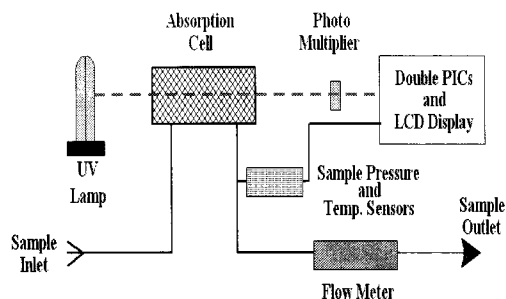 Absorption
Cell
Photo
Multiplier
Double PICs
and
LCD Display
UV
Lamp
Sample Pressure
and
Temp. Sensors
Sample
Inlet
Sample
Outlet
Flow Meter